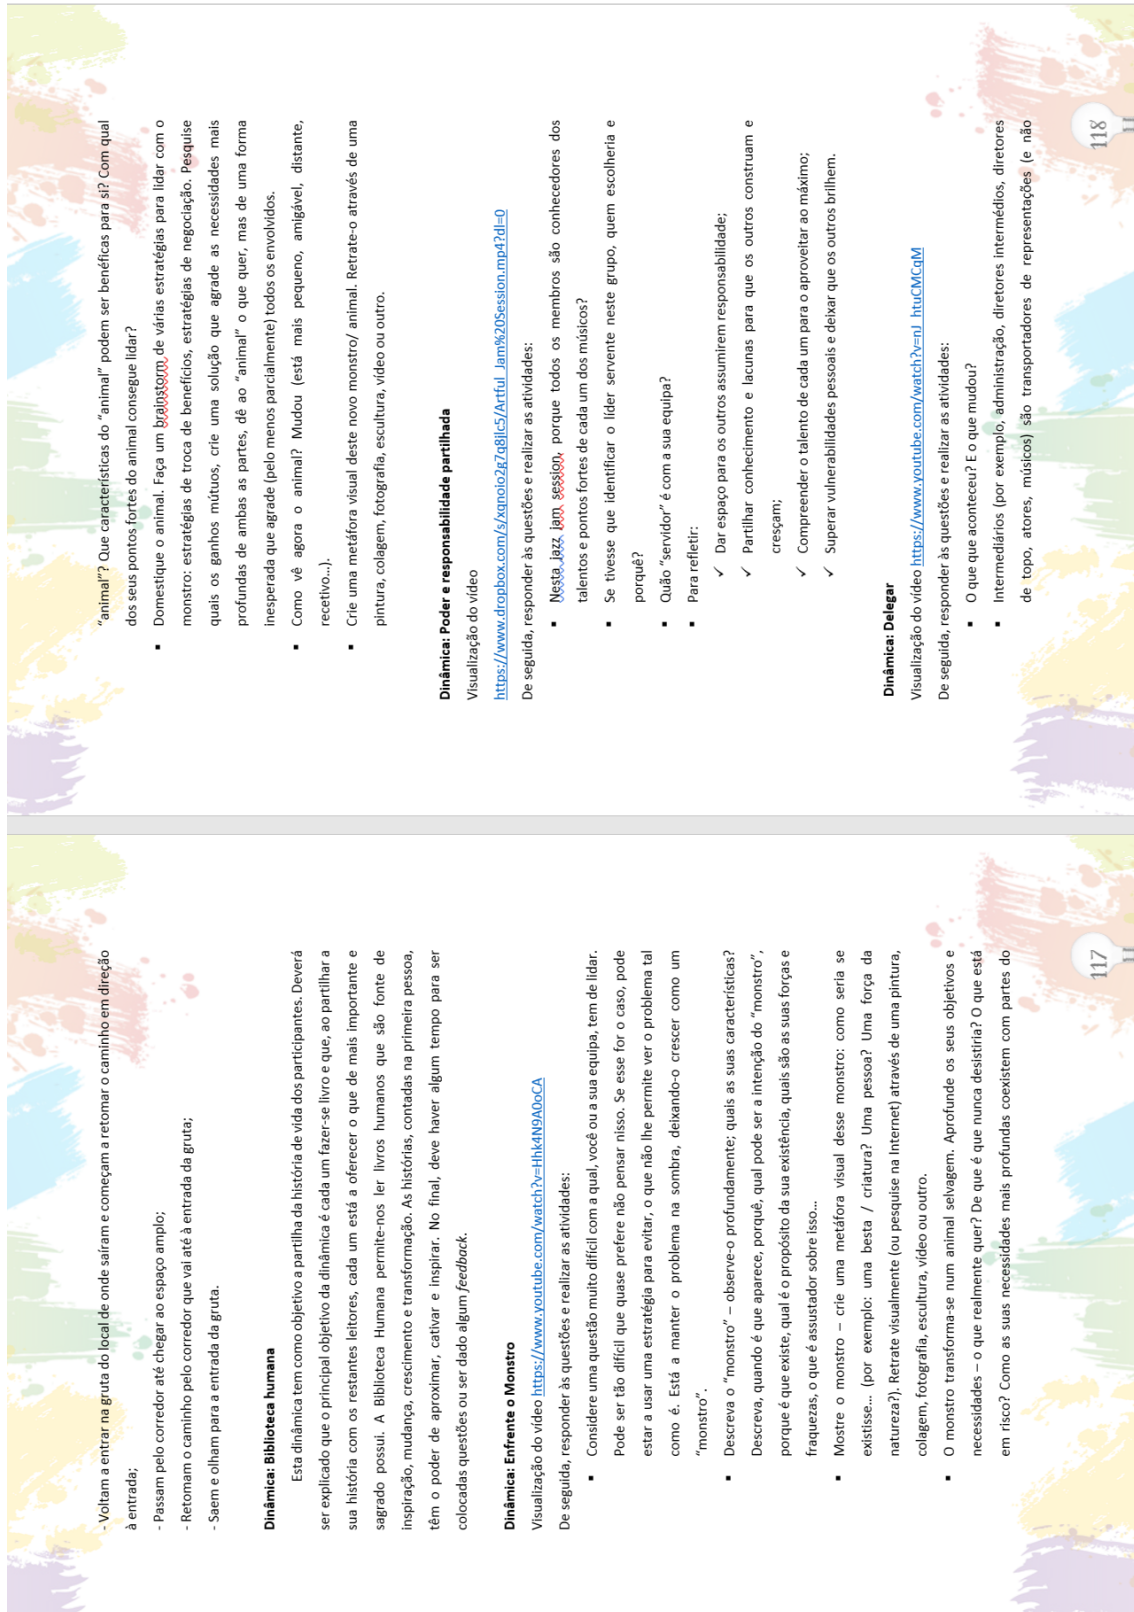 - Voltam a entrar na gruta do local de onde saíram e começam a retomar o caminho em direção
à entrada;
- Passam pelo corredor até chegar ao espaço amplo;
- Retomam o caminho pelo corredor que vai até à entrada da gruta;
- Saem e olham para a entrada da gruta.
Dinâmica: Biblioteca humana
Esta dinâmica tem como objetivo a partilha da história de vida dos participantes. Deverá
ser explicado que o principal objetivo da dinâmica é cada um fazer-se livro e que, ao partilhar a
sua história com os restantes leitores, cada um está a oferecer o que de mais importante e
sagrado possui. A Biblioteca Humana permite-nos ler livros humanos que são fonte de
inspiração, mudança, crescimento e transformação. As histórias, contadas na primeira pessoa,
têm o poder de aproximar, cativar e inspirar. No final, deve haver algum tempo para ser
colocadas questões ou ser dado algum feedback.
Dinâmica: Enfrente o Monstro
Visualização do vídeo https://www.youtube.com/watch?v=Hhk4N9A0oCA
De seguida, responder às questões e realizar as atividades:
▪ Considere uma questão muito difícil com a qual, você ou a sua equipa, tem de lidar.
Pode ser tão difícil que quase prefere não pensar nisso. Se esse for o caso, pode
estar a usar uma estratégia para evitar, o que não lhe permite ver o problema tal
como é. Está a manter o problema na sombra, deixando-o crescer como um
“monstro”.
▪ Descreva o “monstro” – observe-o profundamente; quais as suas características?
Descreva, quando é que aparece, porquê, qual pode ser a intenção do “monstro”,
porque é que existe, qual é o propósito da sua existência, quais são as suas forças e
fraquezas, o que é assustador sobre isso...
▪ Mostre o monstro – crie uma metáfora visual desse monstro: como seria se
existisse... (por exemplo: uma besta / criatura? Uma pessoa? Uma força da
natureza?). Retrate visualmente (ou pesquise na Internet) através de uma pintura,
colagem, fotografia, escultura, vídeo ou outro.
▪ O monstro transforma-se num animal selvagem. Aprofunde os seus objetivos e
necessidades – o que realmente quer? De que é que nunca desistiria? O que está
em risco? Como as suas necessidades mais profundas coexistem com partes do
117
“animal”? Que características do “animal” podem ser benéficas para si? Com qual
dos seus pontos fortes do animal consegue lidar?
▪ Domestique o animal. Faça um brainstorm de várias estratégias para lidar com o
monstro: estratégias de troca de benefícios, estratégias de negociação. Pesquise
quais os ganhos mútuos, crie uma solução que agrade as necessidades mais
profundas de ambas as partes, dê ao “animal” o que quer, mas de uma forma
inesperada que agrade (pelo menos parcialmente) todos os envolvidos.
▪ Como vê agora o animal? Mudou (está mais pequeno, amigável, distante,
recetivo...).
▪ Crie uma metáfora visual deste novo monstro/ animal. Retrate-o através de uma
pintura, colagem, fotografia, escultura, vídeo ou outro.
Dinâmica: Poder e responsabilidade partilhada
Visualização do vídeo
https://www.dropbox.com/s/xqnoio2g7q8jlc5/Artful_Jam%20Session.mp4?dl=0
De seguida, responder às questões e realizar as atividades:
▪ Nesta jazz jam session, porque todos os membros são conhecedores dos
talentos e pontos fortes de cada um dos músicos?
▪ Se tivesse que identificar o líder servente neste grupo, quem escolheria e
porquê?
▪ Quão “servidor” é com a sua equipa?
▪ Para refletir:
✓ Dar espaço para os outros assumirem responsabilidade;
✓ Partilhar conhecimento e lacunas para que os outros construam e
cresçam;
✓ Compreender o talento de cada um para o aproveitar ao máximo;
✓ Superar vulnerabilidades pessoais e deixar que os outros brilhem.
Dinâmica: Delegar
Visualização do vídeo https://www.youtube.com/watch?v=nJ_htuCMCqM
De seguida, responder às questões e realizar as atividades:
▪ O que que aconteceu? E o que mudou?
▪ Intermediários (por exemplo, administração, diretores intermédios, diretores
de topo, atores, músicos) são transportadores de representações (e não
118